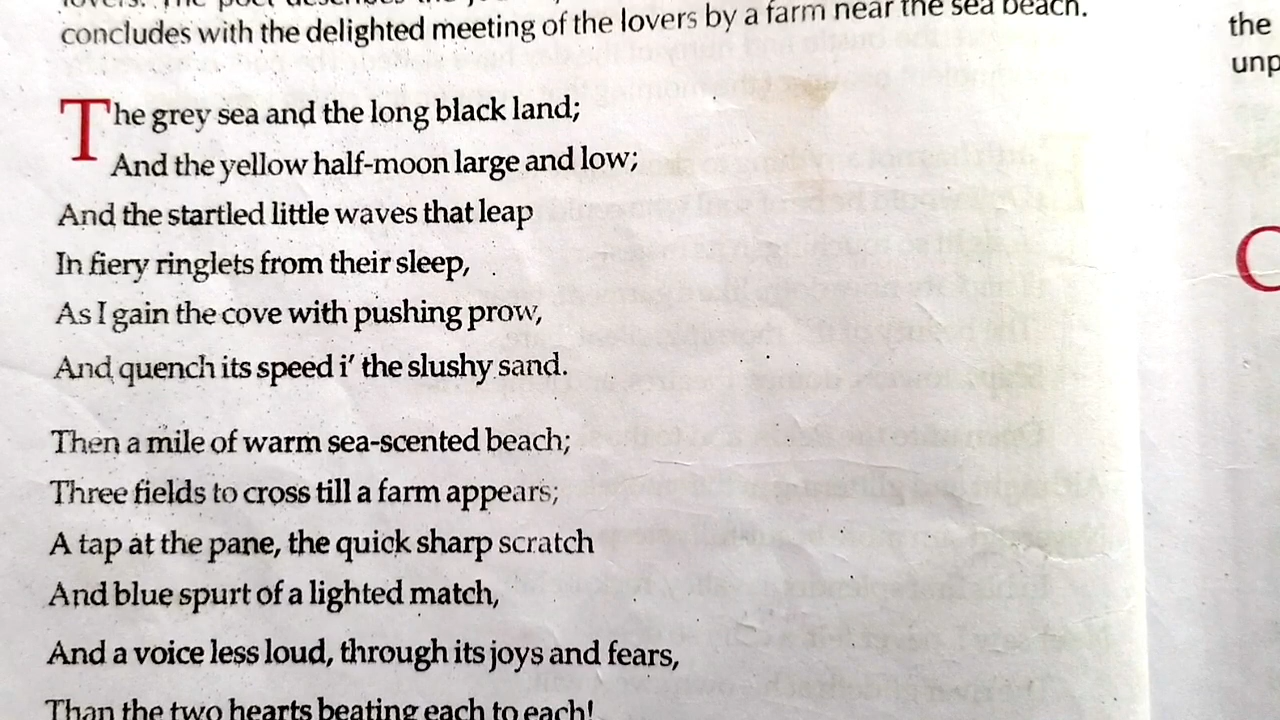 concludes with the delighted meeting of the lovers by a farm near the sea beach.
The grey sea and the long black land;
And the yellow half-moon large and low;
And the startled little waves that leap
In fiery ringlets from their sleep,
As I gain the cove with pushing prow,
And quench its speed i’ the slushy sand.
Then a mile of warm sea-scented beach;
Three fields to cross till a farm appears;
A tap at the pane, the quick sharp scratch
And blue spurt of a lighted match,
And a voice less loud, through its joys and fears,
Than the two hearts beating each to each!
the